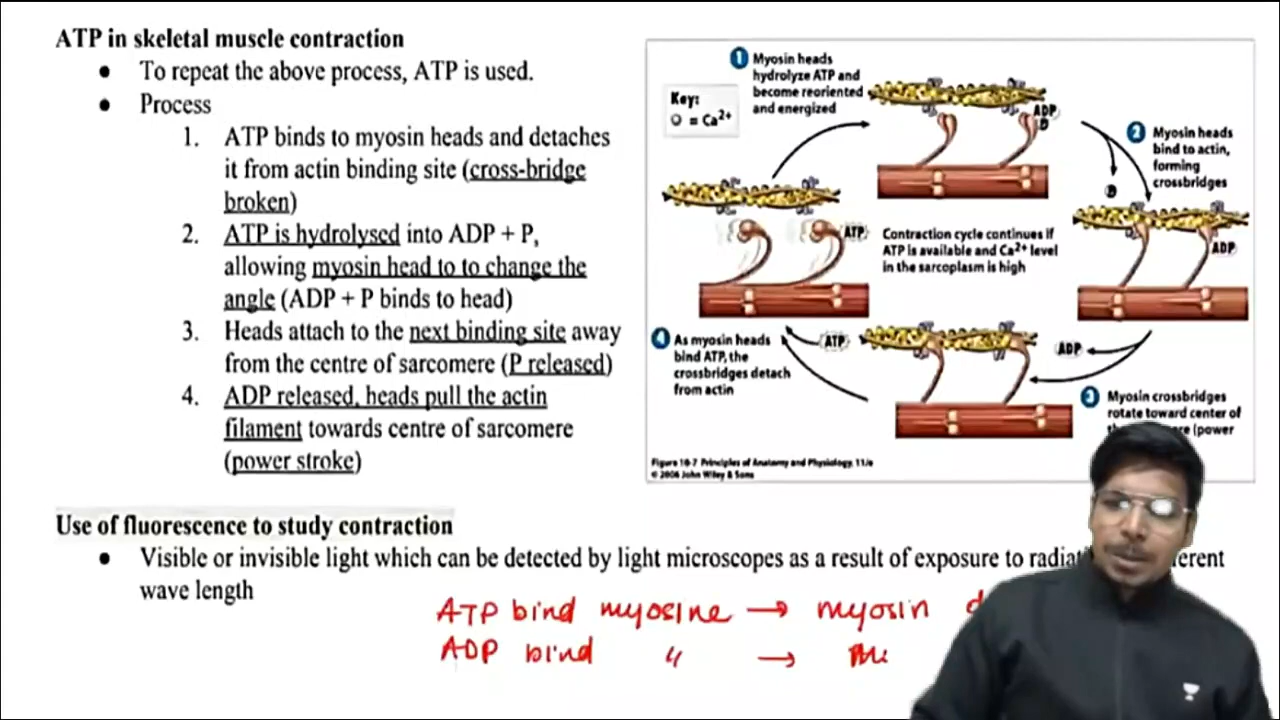 ATP in skeletal muscle contraction
● To repeat the above process, ATP is used.
● Process
1. ATP binds to myosin heads and detaches
it from actin binding site (cross-bridge
broken)
2. ATP is hydrolysed into ADP + P,
allowing myosin head to to change the
angle (ADP + P binds to head)
3. Heads attach to the next binding site away
from the centre of sarcomere (P released)
4. ADP released, heads pull the actin
filament towards centre of sarcomere
(power stroke)
Key:
= Ca2+
1 Myosin heads
hydrolyze ATP and
become reoriented
and energized
ADP
P
2 Myosin heads
bind to actin,
forming
crossbridges
P
ADP
ATP
Contraction cycle continues if
ATP is available and Ca2+ level
in the sarcoplasm is high
4 As myosin heads
bind ATP, the
crossbridges detach
from actin
ATP
ADP
3 Myosin crossbridges
rotate toward center of
(power
Figure 10-7 Principles of Anatomy and Physiology, 11/e
© 2006 John Wiley & Sons
Use of fluorescence to study contraction
● Visible or invisible light which can be detected by light microscopes as a result of exposure to
wave length
ATP bind myosine → myosin d
ADP bind " →